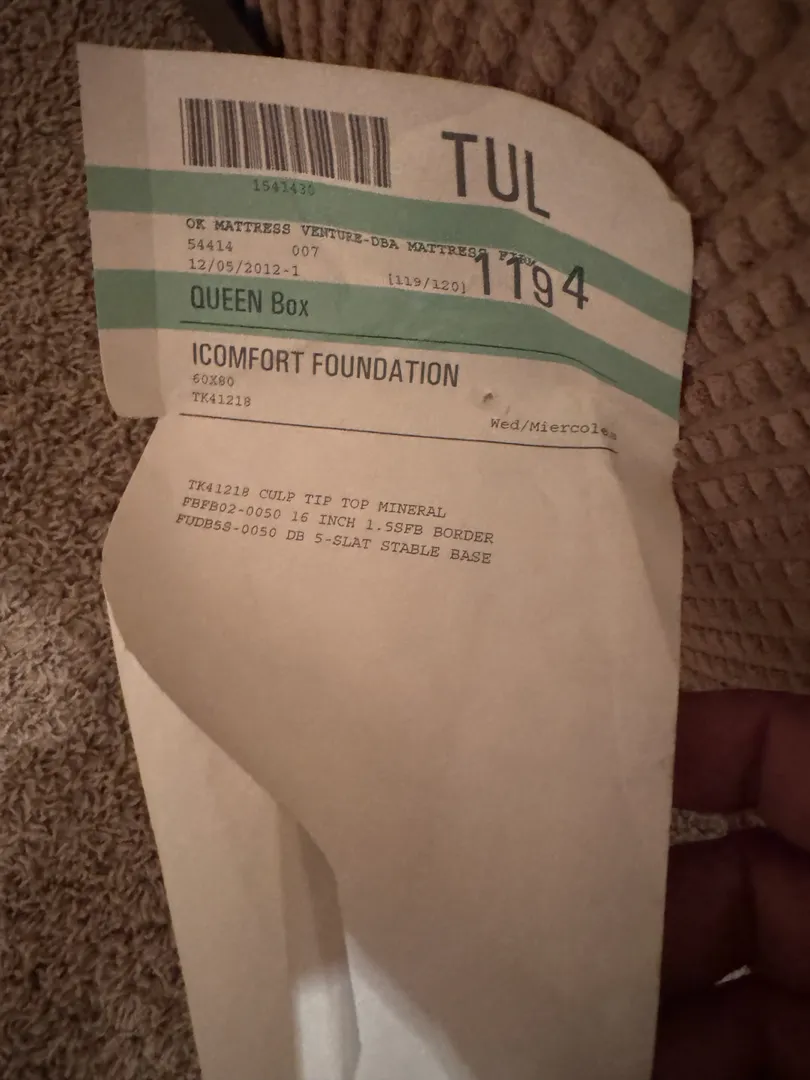 1541430
TUL
OK MATTRESS VENTURE-DBA MATTRESS FIRM
54414 007
12/05/2012-1 [119/120] 1194
QUEEN Box
ICOMFORT FOUNDATION
60X80
TK41218
Wed/Miercoles
TK41218 CULP TIP TOP MINERAL
FBFB02-0050 16 INCH 1.5SFB BORDER
FUDB5S-0050 DB 5-SLAT STABLE BASE